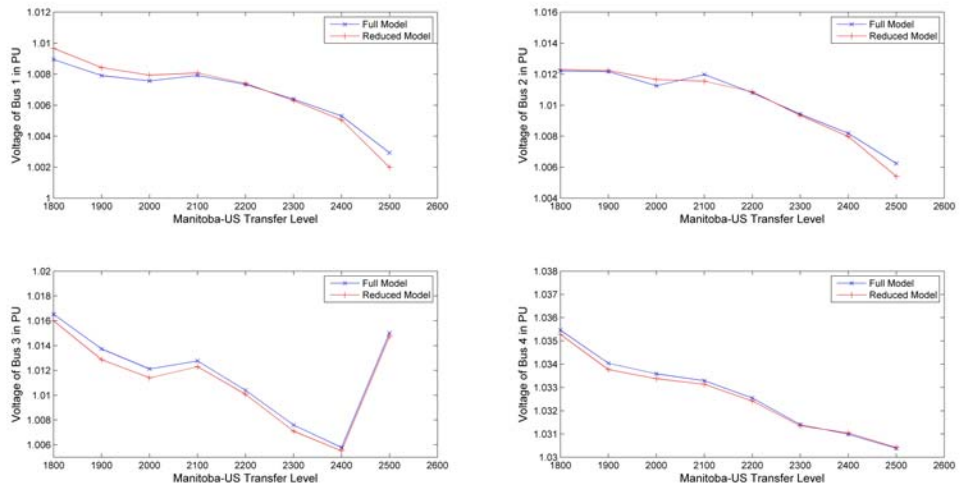 1.012
1.01
1.008
1.006
1.004
1.002
1
Voltage of Bus 1 in PU
1800 1900 2000 2100 2200 2300 2400 2500 2600
Manitoba-US Transfer Level
Full Model
Reduced Model
1.016
1.014
1.012
1.01
1.008
1.006
1.004
Voltage of Bus 2 in PU
1800 1900 2000 2100 2200 2300 2400 2500 2600
Manitoba-US Transfer Level
Full Model
Reduced Model
1.02
1.018
1.016
1.014
1.012
1.01
1.008
1.006
Voltage of Bus 3 in PU
1800 1900 2000 2100 2200 2300 2400 2500 2600
Manitoba-US Transfer Level
Full Model
Reduced Model
1.038
1.037
1.036
1.035
1.034
1.033
1.032
1.031
1.03
Voltage of Bus 4 in PU
1800 1900 2000 2100 2200 2300 2400 2500 2600
Manitoba-US Transfer Level
Full Model
Reduced Model